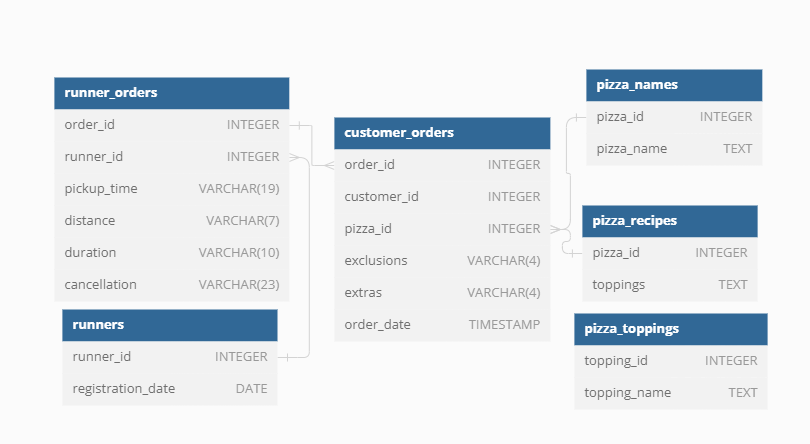 runner_orders
order_id INTEGER
runner_id INTEGER
pickup_time VARCHAR(19)
distance VARCHAR(7)
duration VARCHAR(10)
cancellation VARCHAR(23)
runners
runner_id INTEGER
registration_date DATE
customer_orders
order_id INTEGER
customer_id INTEGER
pizza_id INTEGER
exclusions VARCHAR(4)
extras VARCHAR(4)
order_date TIMESTAMP
pizza_names
pizza_id INTEGER
pizza_name TEXT
pizza_recipes
pizza_id INTEGER
toppings TEXT
pizza_toppings
topping_id INTEGER
topping_name TEXT